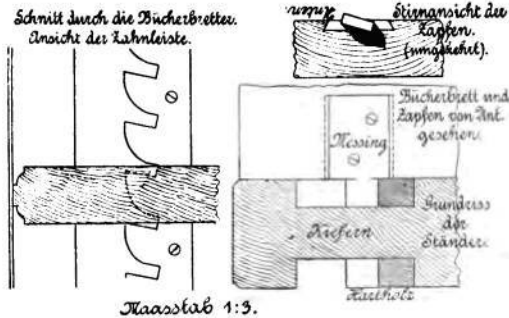 Schnitt durch die Bücherbretter.
Ansicht der Zahnleiste.
Stirnansicht der
Zapfen.
(umgekehrt).
Bücherbrett und
Zapfen von Unt.
gesehen.
Messing
Kiefern
Grundriss
der
Ständer.
Hartholz
Maasstab 1:3.